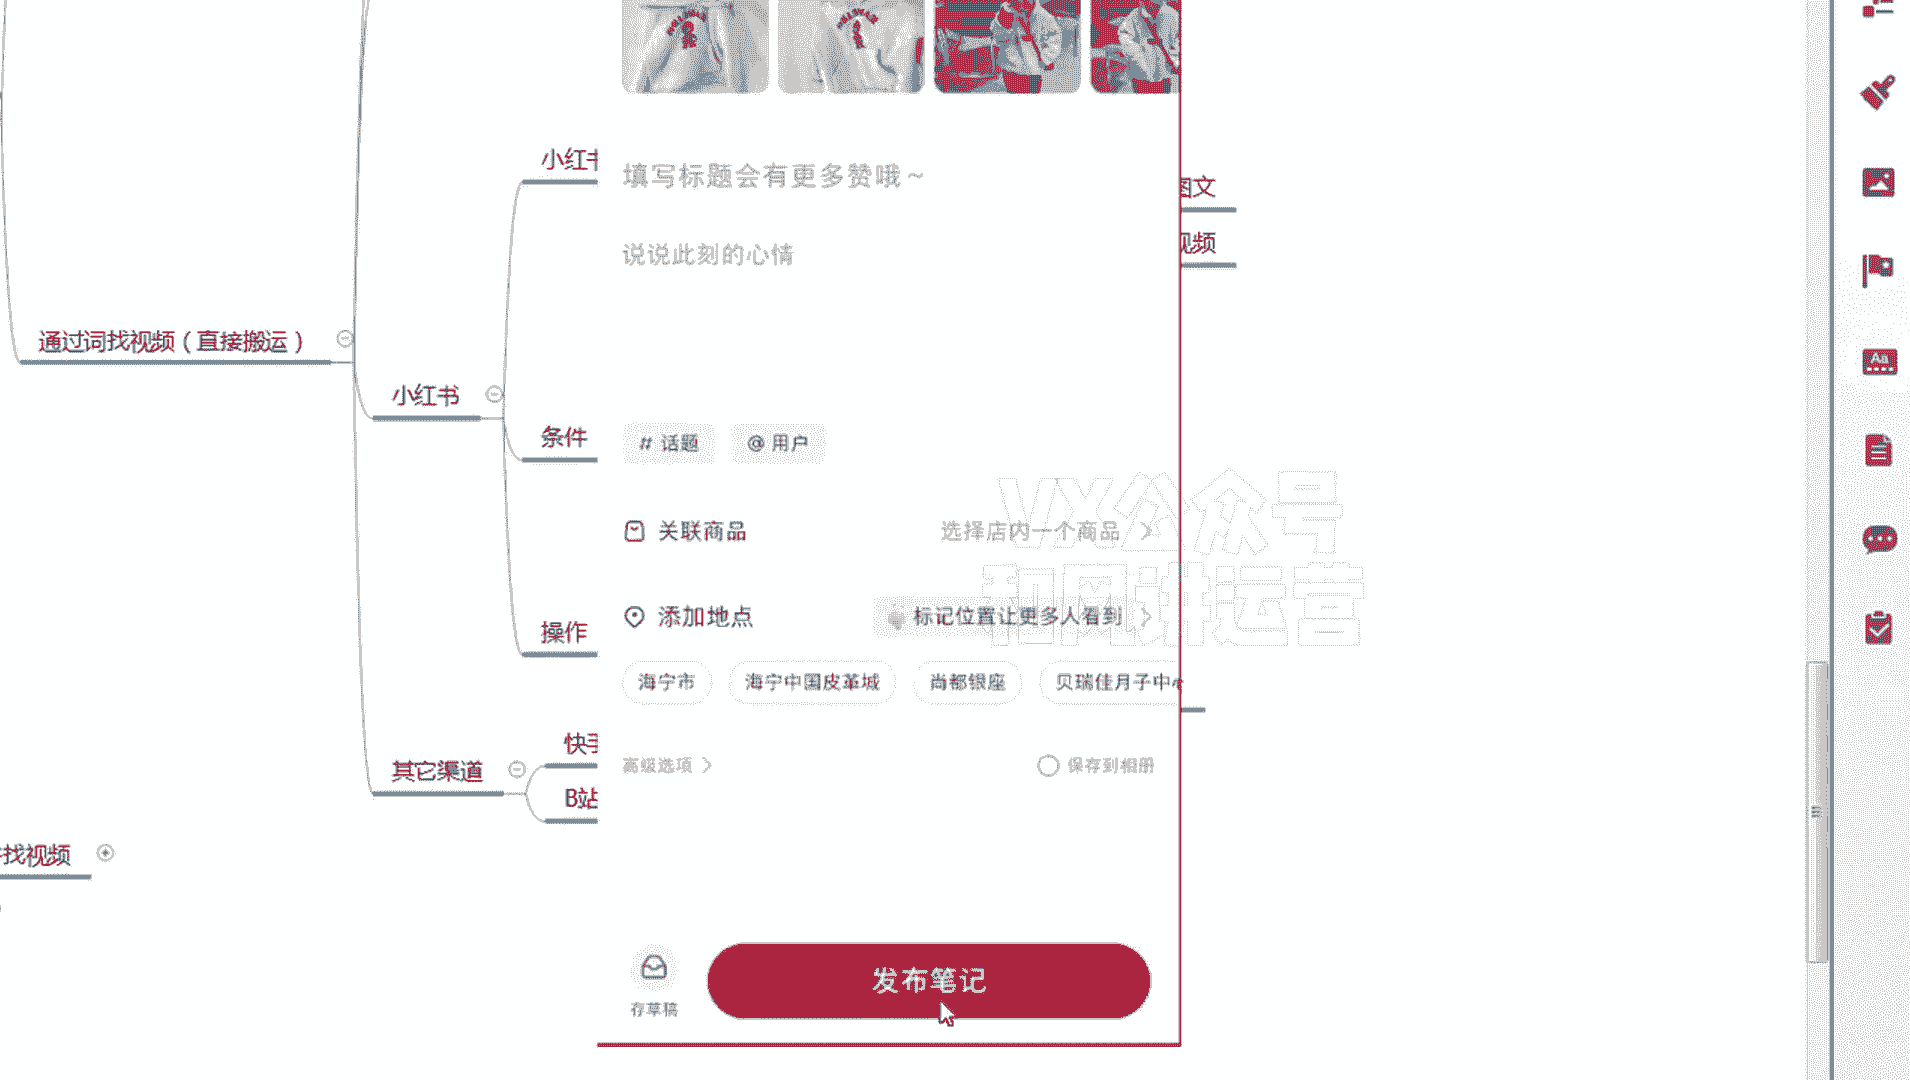 小红书
填写标题会有更多赞哦~
图文
说说此刻的心情
视频
通过词找视频（直接搬运）
小红书
条件
# 话题
@ 用户
关联商品
选择店内一个商品
VX公众号
和网讲运营
操作
添加地点
标记位置让更多人看到
海宁市
海宁中国皮革城
尚都银座
贝瑞佳月子中心
快手
其它渠道
高级选项
保存到相册
B站
找视频
发布笔记
存草稿
Aa